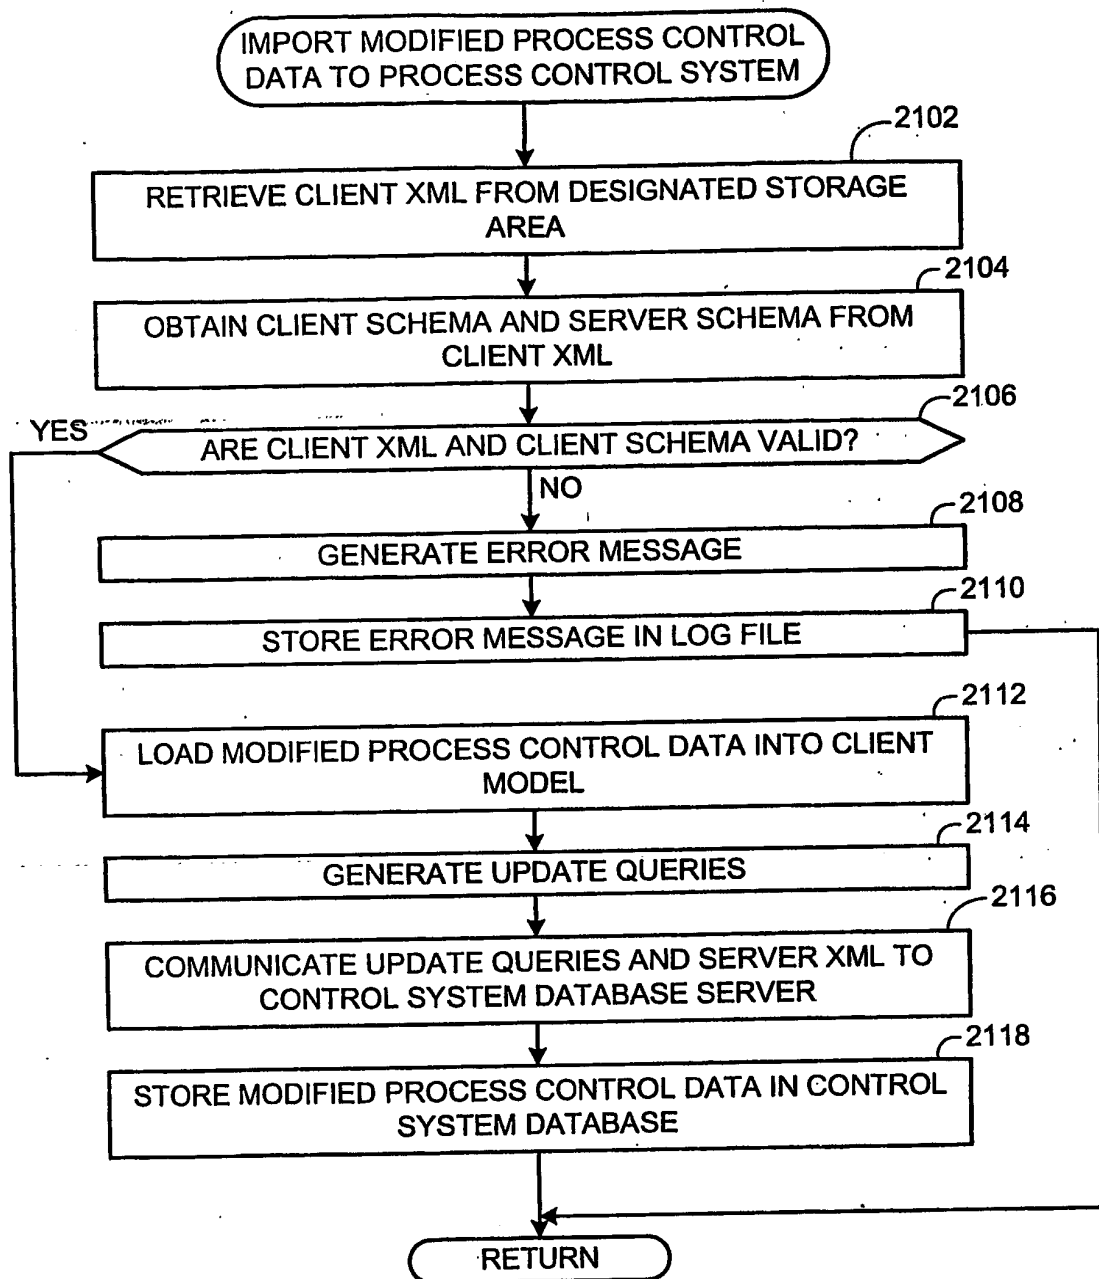 IMPORT MODIFIED PROCESS CONTROL
DATA TO PROCESS CONTROL SYSTEM
2102
RETRIEVE CLIENT XML FROM DESIGNATED STORAGE
AREA
2104
OBTAIN CLIENT SCHEMA AND SERVER SCHEMA FROM
CLIENT XML
2106
YES
ARE CLIENT XML AND CLIENT SCHEMA VALID?
NO
2108
GENERATE ERROR MESSAGE
2110
STORE ERROR MESSAGE IN LOG FILE
2112
LOAD MODIFIED PROCESS CONTROL DATA INTO CLIENT
MODEL
2114
GENERATE UPDATE QUERIES
2116
COMMUNICATE UPDATE QUERIES AND SERVER XML TO
CONTROL SYSTEM DATABASE SERVER
2118
STORE MODIFIED PROCESS CONTROL DATA IN CONTROL
SYSTEM DATABASE
RETURN